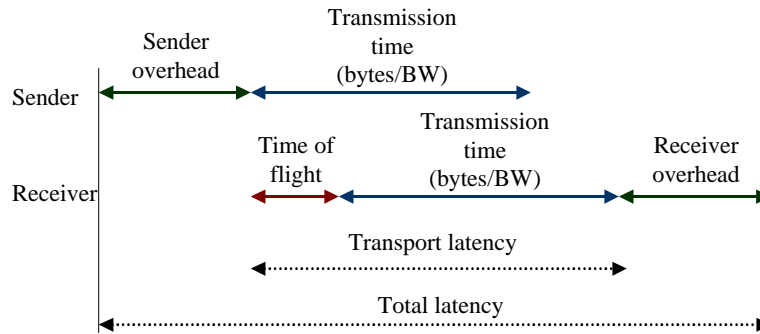 Sender
overhead
Transmission
time
(bytes/BW)
Sender
Time of
flight
Transmission
time
(bytes/BW)
Receiver
overhead
Receiver
Transport latency
Total latency